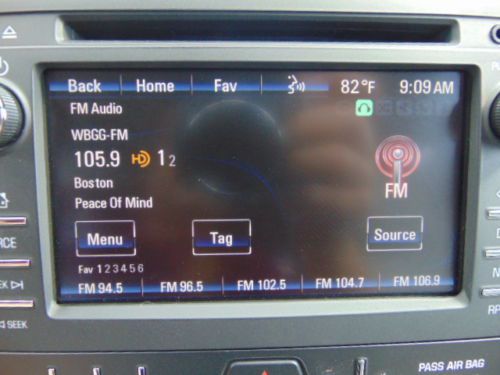 Back Home Fav 82°F 9:09 AM
FM Audio
WBGG-FM
105.9 HD 1 2
Boston
Peace Of Mind
FM
Menu Tag Source
Fav 1 2 3 4 5 6
FM 94.5 FM 96.5 FM 102.5 FM 104.7 FM 106.9
SEEK
PASS AIR BAG